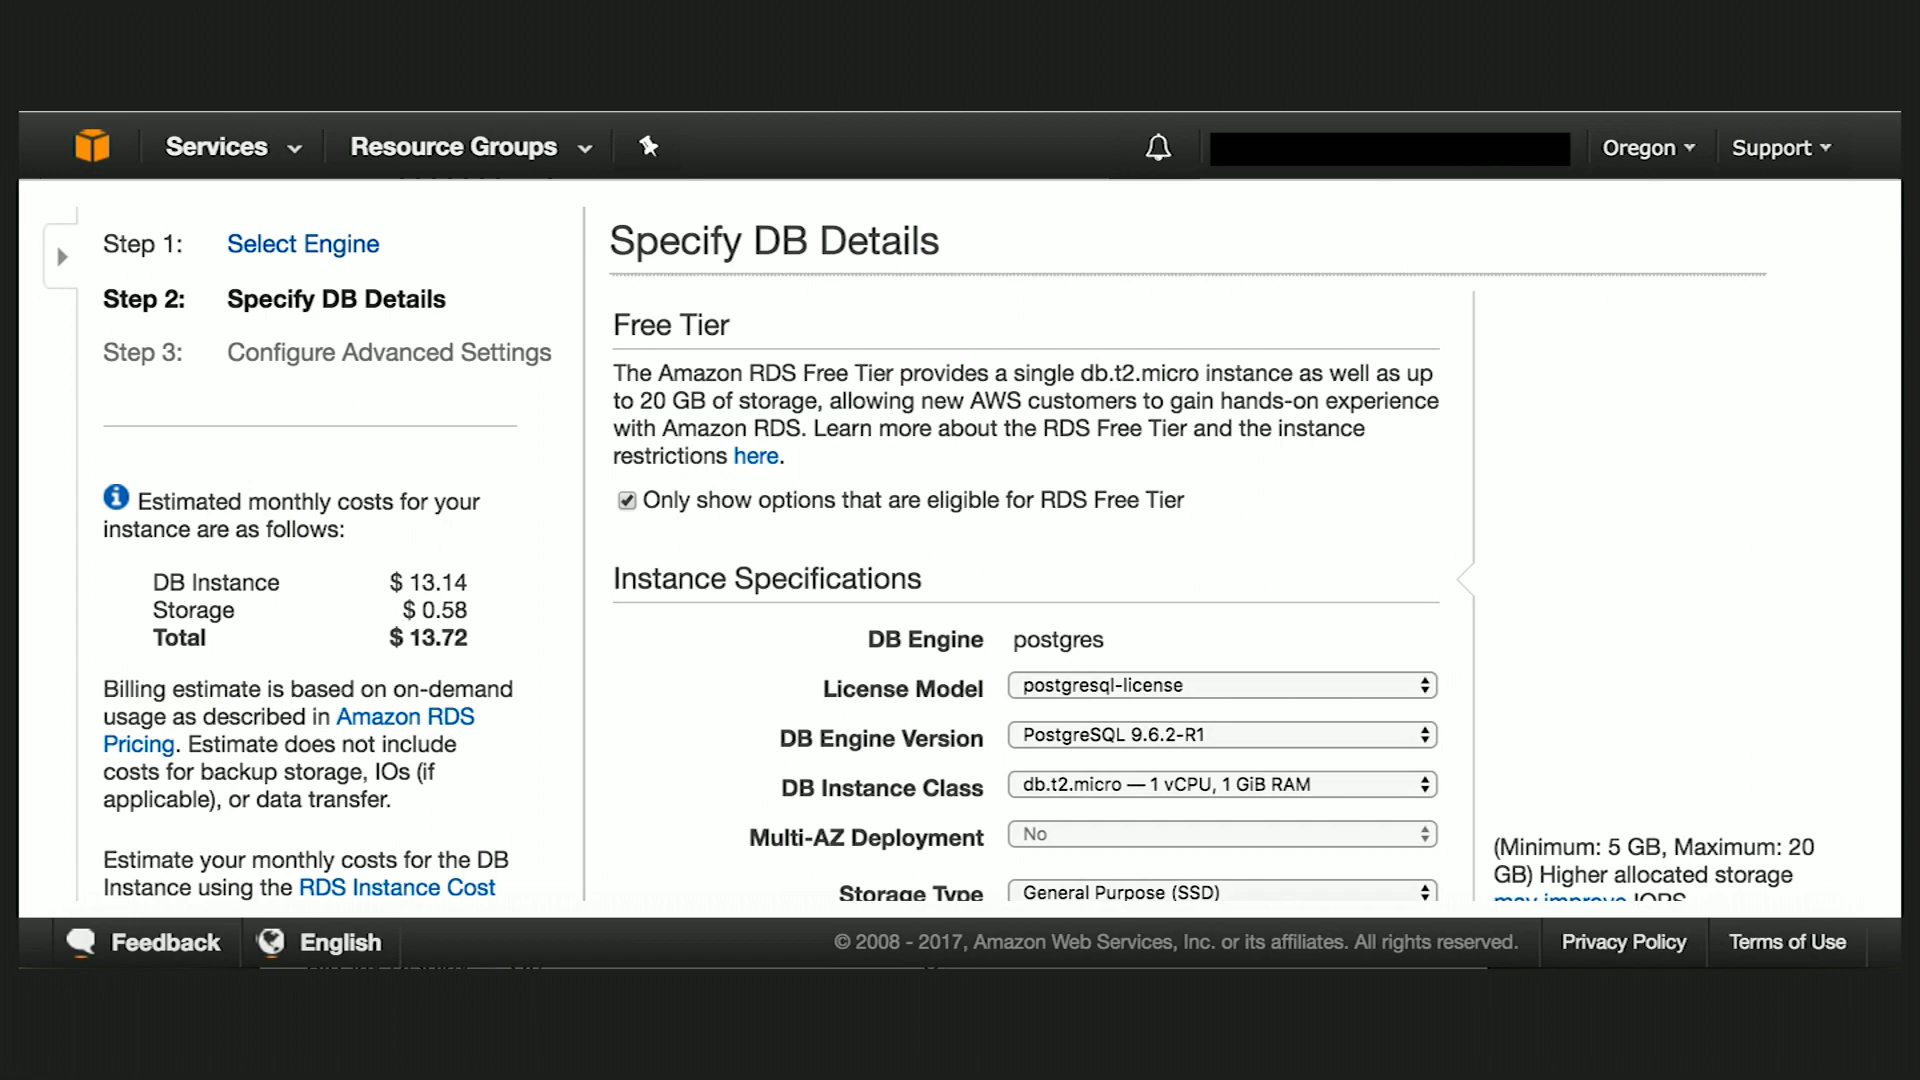 Services
Resource Groups
Oregon
Support
Step 1: Select Engine
Step 2: Specify DB Details
Step 3: Configure Advanced Settings
Estimated monthly costs for your
instance are as follows:
DB Instance $ 13.14
Storage $ 0.58
Total $ 13.72
Billing estimate is based on on-demand
usage as described in Amazon RDS
Pricing. Estimate does not include
costs for backup storage, IOs (if
applicable), or data transfer.
Estimate your monthly costs for the DB
Instance using the RDS Instance Cost
Specify DB Details
Free Tier
The Amazon RDS Free Tier provides a single db.t2.micro instance as well as up
to 20 GB of storage, allowing new AWS customers to gain hands-on experience
with Amazon RDS. Learn more about the RDS Free Tier and the instance
restrictions here.
Only show options that are eligible for RDS Free Tier
Instance Specifications
DB Engine postgres
License Model postgresql-license
DB Engine Version PostgreSQL 9.6.2-R1
DB Instance Class db.t2.micro — 1 vCPU, 1 GiB RAM
Multi-AZ Deployment No
Storage Type General Purpose (SSD)
(Minimum: 5 GB, Maximum: 20
GB) Higher allocated storage
may improve IOPS
Feedback
English
© 2008 - 2017, Amazon Web Services, Inc. or its affiliates. All rights reserved.
Privacy Policy
Terms of Use